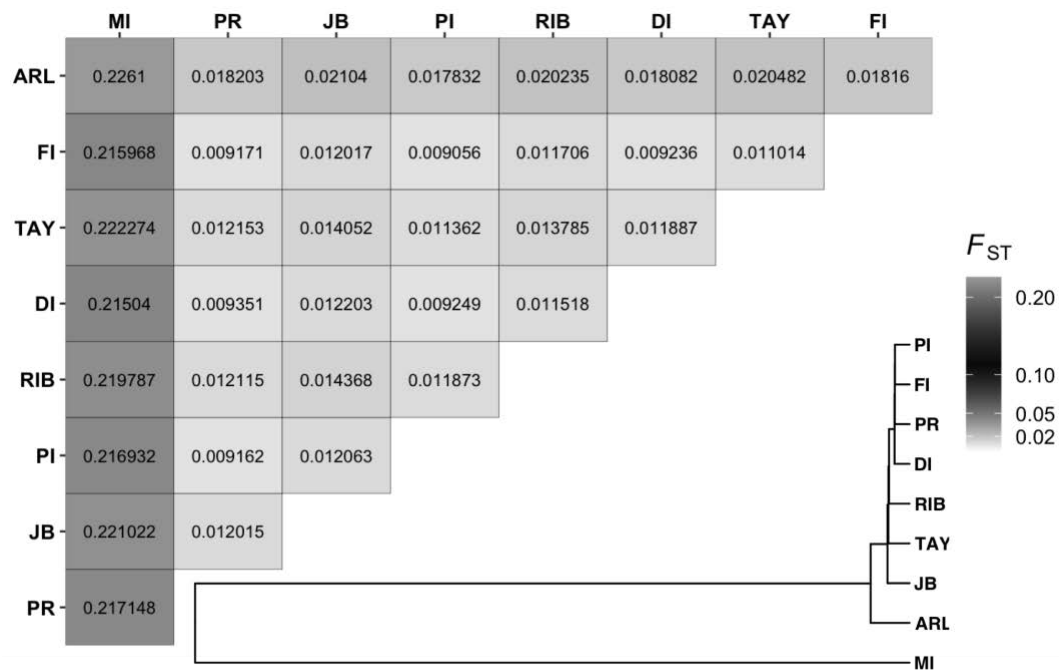 MI PR JB PI RIB DI TAY FI
ARL 0.2261 0.018203 0.02104 0.017832 0.020235 0.018082 0.020482 0.01816
FI 0.215968 0.009171 0.012017 0.009056 0.011706 0.009236 0.011014
TAY 0.222274 0.012153 0.014052 0.011362 0.013785 0.011887
DI 0.21504 0.009351 0.012203 0.009249 0.011518
RIB 0.219787 0.012115 0.014368 0.011873
PI 0.216932 0.009162 0.012063
JB 0.221022 0.012015
PR 0.217148
FST
0.20
0.10
0.05
0.02
PI
FI
PR
DI
RIB
TAY
JB
ARL
MI